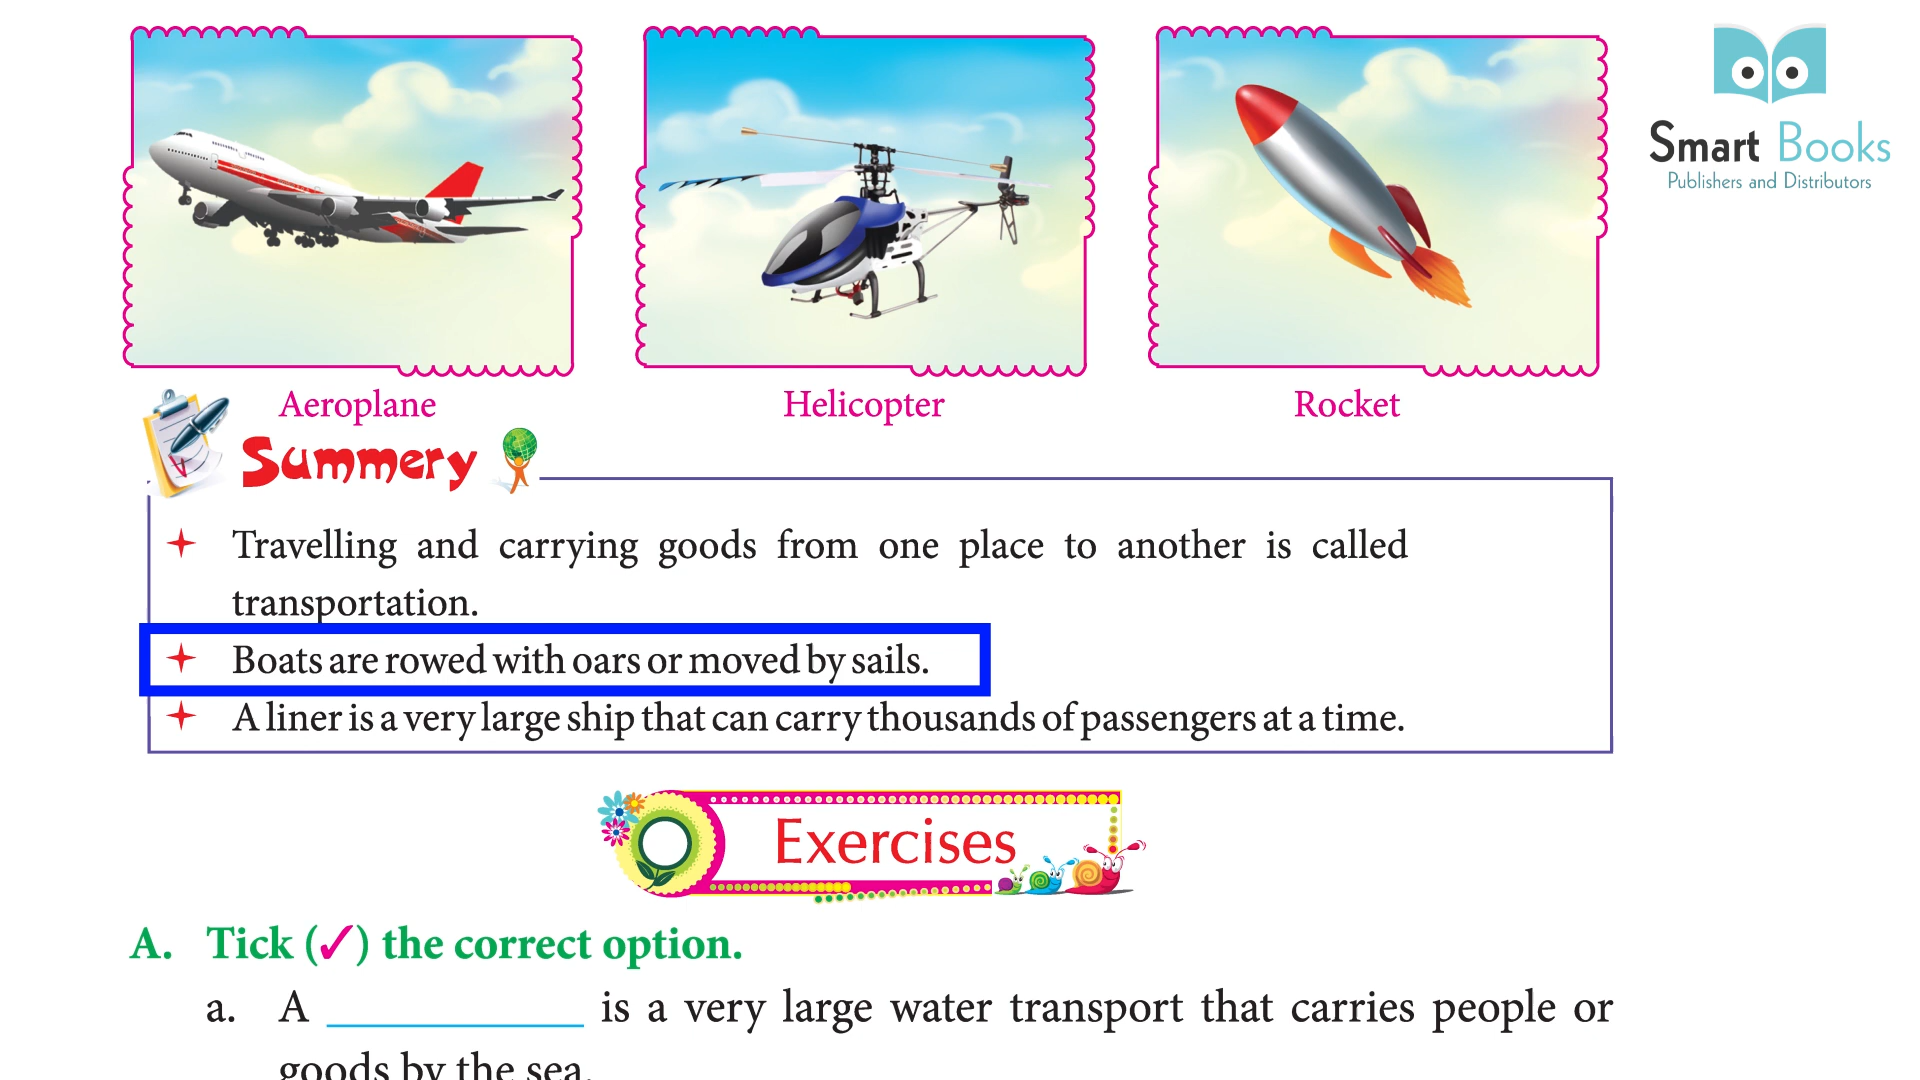 Smart Books
Publishers and Distributors
Aeroplane
Helicopter
Rocket
Summery
Travelling and carrying goods from one place to another is called
transportation.
Boats are rowed with oars or moved by sails.
A liner is a very large ship that can carry thousands of passengers at a time.
Exercises
A. Tick (✓) the correct option.
a. A ____________ is a very large water transport that carries people or
goods by the sea.